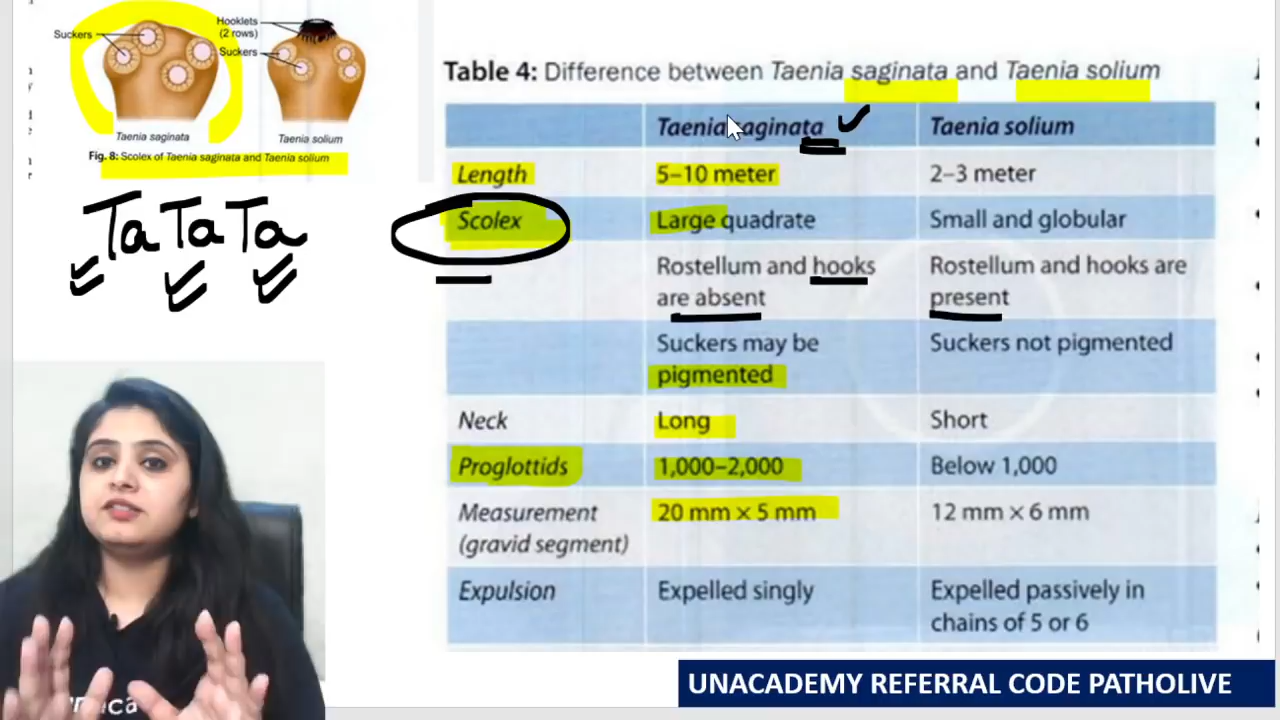 Suckers
Hooklets
(2 rows)
Suckers
Taenia saginata
Taenia solium
Fig. 8: Scolex of Taenia saginata and Taenia solium
Ta Ta Ta
Table 4: Difference between Taenia saginata and Taenia solium
Taenia saginata Taenia solium
Length 5–10 meter 2–3 meter
Scolex Large quadrate Small and globular
Rostellum and hooks are absent Rostellum and hooks are present
Suckers may be pigmented Suckers not pigmented
Neck Long Short
Proglottids 1,000–2,000 Below 1,000
Measurement (gravid segment) 20 mm × 5 mm 12 mm × 6 mm
Expulsion Expelled singly Expelled passively in chains of 5 or 6
UNACADEMY REFERRAL CODE PATHOLIVE